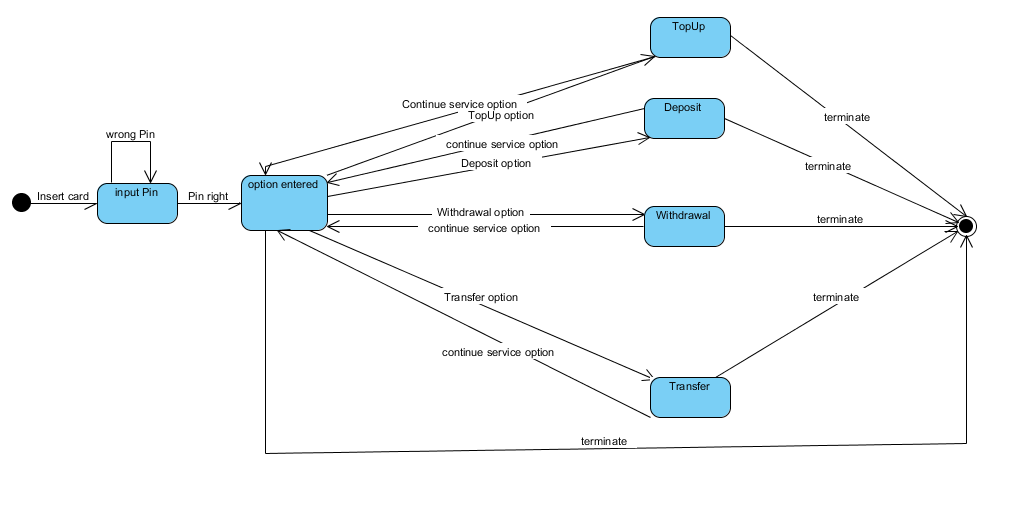 TopUp
Continue service option
TopUp option
Deposit
terminate
wrong Pin
continue service option
Deposit option
terminate
option entered
input Pin
Insert card
Pin right
Withdrawal option
Withdrawal
terminate
continue service option
Transfer option
terminate
continue service option
Transfer
terminate